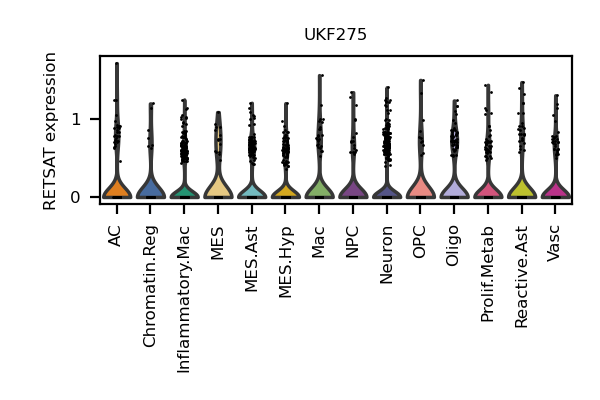 UKF275
RETSAT expression
1
0
AC
Chromatin.Reg
Inflammatory.Mac
MES
MES.Ast
MES.Hyp
Mac
NPC
Neuron
OPC
Oligo
Prolif.Metab
Reactive.Ast
Vasc